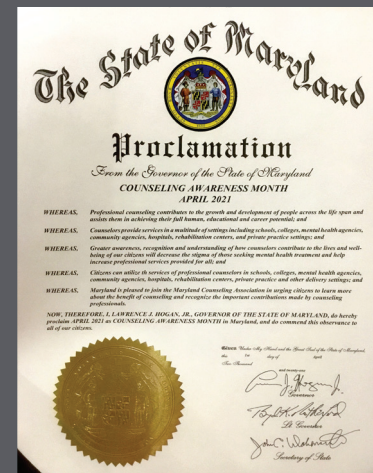 The State of Maryland
Proclamation
From the Governor of the State of Maryland
COUNSELING AWARENESS MONTH
APRIL 2021
WHEREAS, Professional counseling contributes to the growth and development of people across the life span and
assists them in achieving their full human, educational and career potential; and
WHEREAS, Counselors provide services in a multitude of settings including schools, colleges, mental health agencies,
community agencies, hospitals, rehabilitation centers, and private practice settings; and
WHEREAS, Greater awareness, recognition and understanding of how counselors contribute to the lives and well-
being of our citizens will decrease the stigma of those seeking mental health treatment and help
increase professional services provided for all; and
WHEREAS, Citizens can utilize th services of professional counselors in schools, colleges, mental health agencies,
community agencies, hospitals, rehabilitation centers, private practice and other delivery settings; and
WHEREAS, Maryland is pleased to join the Maryland Counseling Association in urging citizens to learn more
about the benefit of counseling and recognize the important contributions made by counseling
professionals.
NOW, THEREFORE, I, LAWRENCE J. HOGAN, JR., GOVERNOR OF THE STATE OF MARYLAND, do hereby
proclaim APRIL 2021 as COUNSELING AWARENESS MONTH in Maryland, and do commend this observance to
all of our citizens.
Given Under My Hand and the Great Seal of the State of Maryland,
the 1st day of April
Two Thousand
and twenty-one
Governor
Lt. Governor
Secretary of State